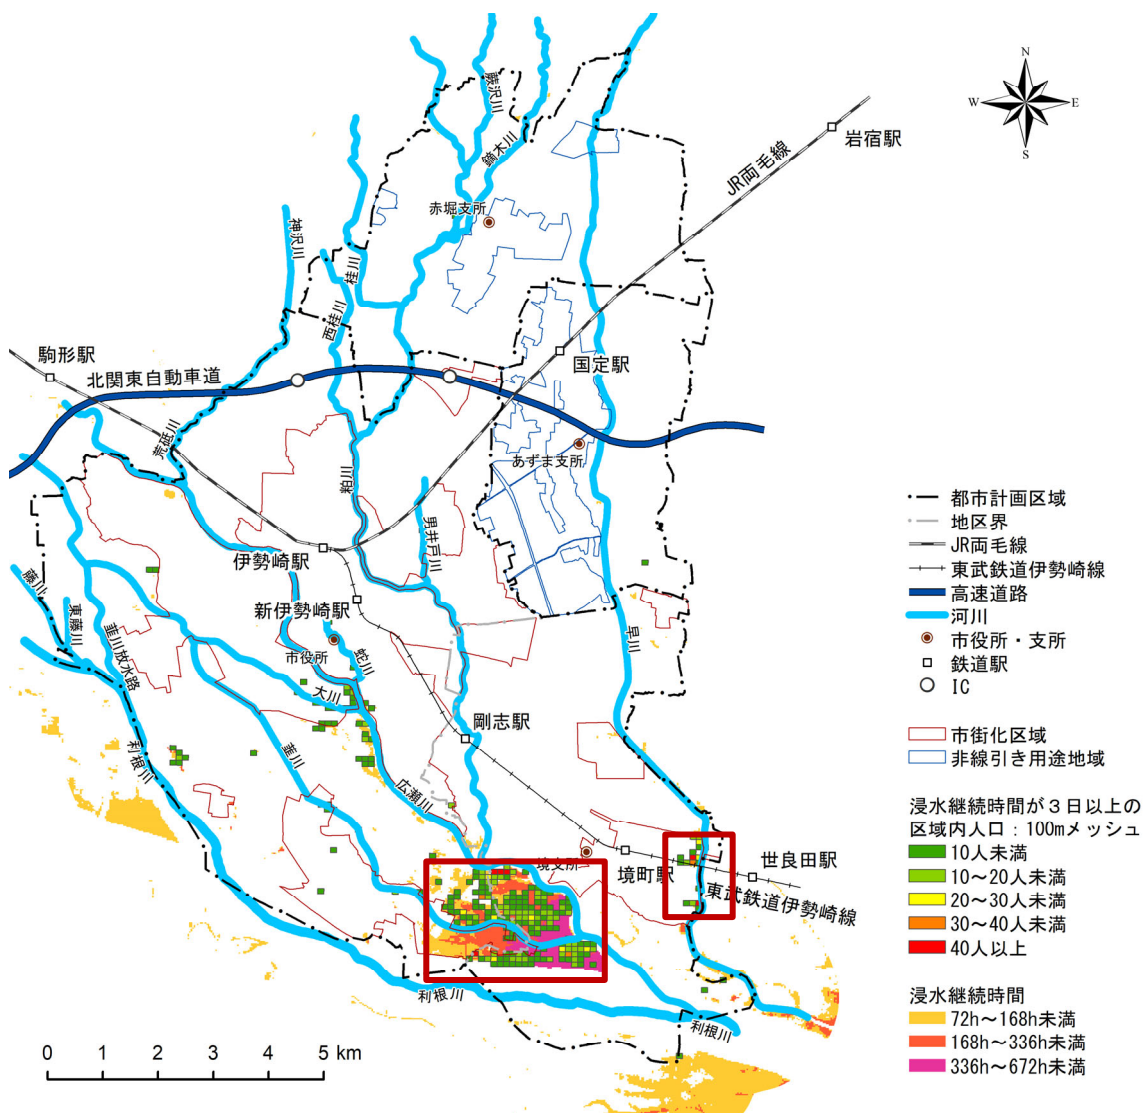 N
W
E
S
蕨沢川
鏑木川
岩宿駅
JR両毛線
赤堀支所
神沢川
桂川
西桂川
駒形駅
北関東自動車道
国定駅
荒砥川
粕川
あずま支所
男井戸川
伊勢崎駅
新伊勢崎駅
藤川
東藤川
韮川放水路
市役所
蛇川
早川
大川
剛志駅
利根川
韮川
広瀬川
境支所
境町駅
世良田駅
東武鉄道伊勢崎線
利根川
利根川
0 1 2 3 4 5 km
都市計画区域
地区界
JR両毛線
東武鉄道伊勢崎線
高速道路
河川
市役所・支所
鉄道駅
IC
市街化区域
非線引き用途地域
浸水継続時間が3日以上の
区域内人口：100mメッシュ
10人未満
10～20人未満
20～30人未満
30～40人未満
40人以上
浸水継続時間
72h～168h未満
168h～336h未満
336h～672h未満